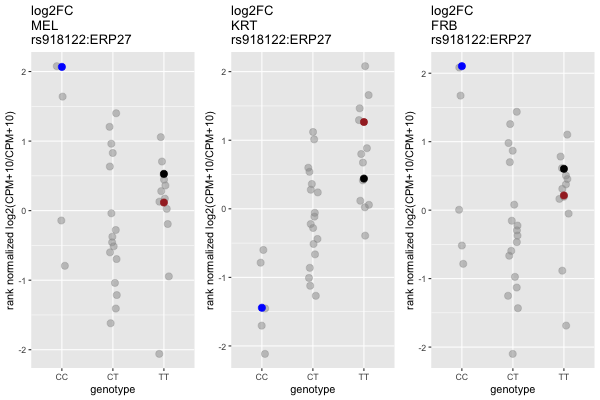 log2FC
MEL
rs918122:ERP27
rank normalized log2(CPM+10/CPM+10)
2
1
0
-1
-2
CC
CT
TT
genotype
log2FC
KRT
rs918122:ERP27
rank normalized log2(CPM+10/CPM+10)
2
1
0
-1
-2
CC
CT
TT
genotype
log2FC
FRB
rs918122:ERP27
rank normalized log2(CPM+10/CPM+10)
2
1
0
-1
-2
CC
CT
TT
genotype